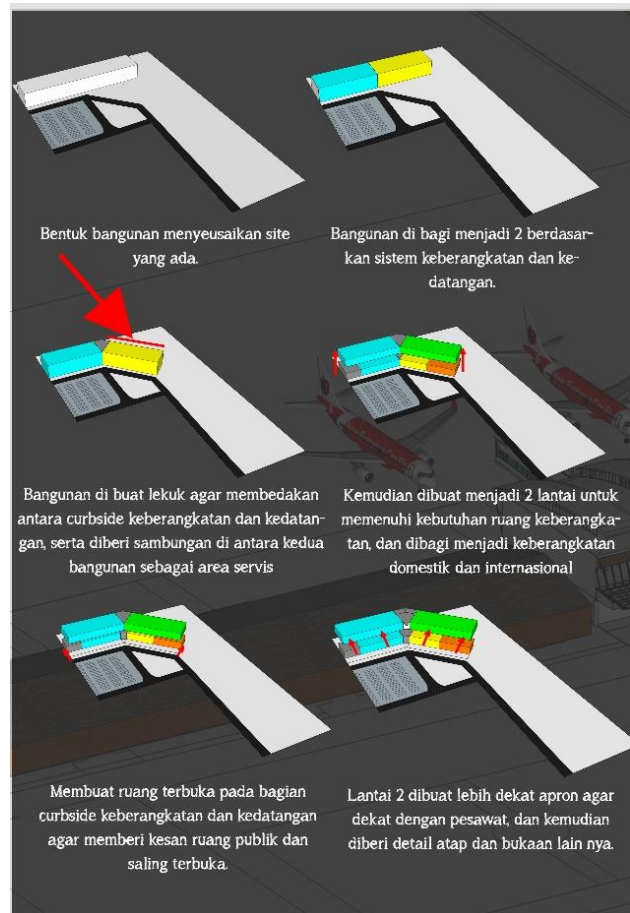 Bentuk bangunan menyeusaikan site
yang ada.
Bangunan di bagi menjadi 2 berdasar-
kan sistem keberangkatan dan ke-
datangan.
Bangunan di buat lekuk agar membedakan
antara curbside keberangkatan dan kedatan-
gan, serta diberi sambungan di antara kedua
bangunan sebagai area servis
Kemudian dibuat menjadi 2 lantai untuk
memenuhi kebutuhan ruang keberangka-
tan, dan dibagi menjadi keberangkatan
domestik dan internasional
Membuat ruang terbuka pada bagian
curbside keberangkatan dan kedatangan
agar memberi kesan ruang publik dan
saling terbuka.
Lantai 2 dibuat lebih dekat apron agar
dekat dengan pesawat, dan kemudian
diberi detail atap dan bukaan lain nya.